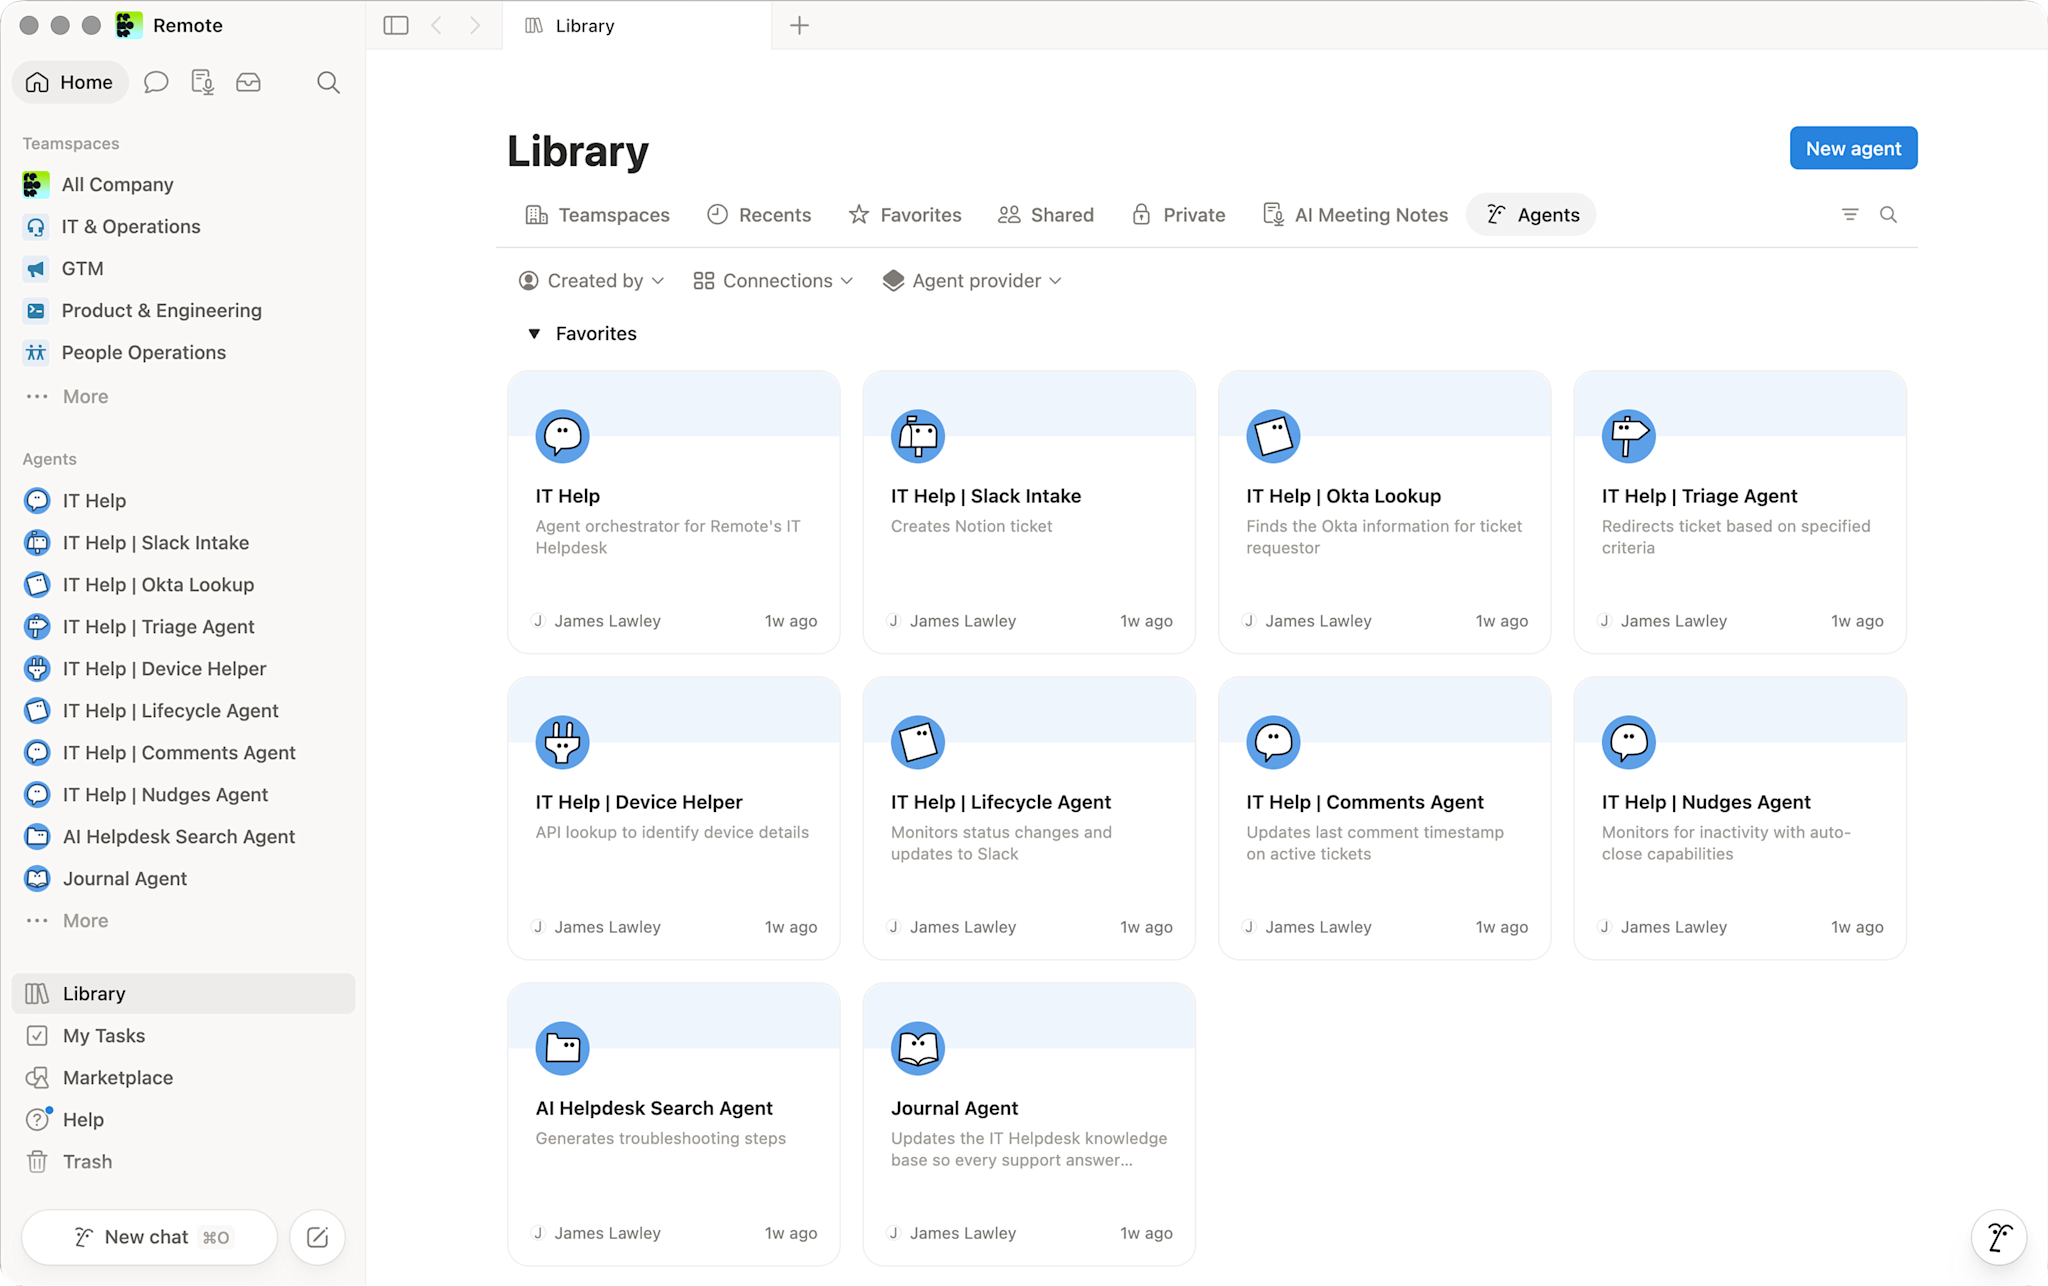 Remote
Library
Home
Teamspaces
All Company
IT & Operations
GTM
Product & Engineering
People Operations
More
Agents
IT Help
IT Help | Slack Intake
IT Help | Okta Lookup
IT Help | Triage Agent
IT Help | Device Helper
IT Help | Lifecycle Agent
IT Help | Comments Agent
IT Help | Nudges Agent
AI Helpdesk Search Agent
Journal Agent
More
Library
My Tasks
Marketplace
Help
Trash
New chat ⌘O
Library
New agent
Teamspaces Recents Favorites Shared Private AI Meeting Notes Agents
Created by Connections Agent provider
Favorites
IT Help
Agent orchestrator for Remote's IT
Helpdesk
J James Lawley 1w ago
IT Help | Slack Intake
Creates Notion ticket
J James Lawley 1w ago
IT Help | Okta Lookup
Finds the Okta information for ticket
requestor
J James Lawley 1w ago
IT Help | Triage Agent
Redirects ticket based on specified
criteria
J James Lawley 1w ago
IT Help | Device Helper
API lookup to identify device details
J James Lawley 1w ago
IT Help | Lifecycle Agent
Monitors status changes and
updates to Slack
J James Lawley 1w ago
IT Help | Comments Agent
Updates last comment timestamp
on active tickets
J James Lawley 1w ago
IT Help | Nudges Agent
Monitors for inactivity with auto-
close capabilities
J James Lawley 1w ago
AI Helpdesk Search Agent
Generates troubleshooting steps
J James Lawley 1w ago
Journal Agent
Updates the IT Helpdesk knowledge
base so every support answer...
J James Lawley 1w ago